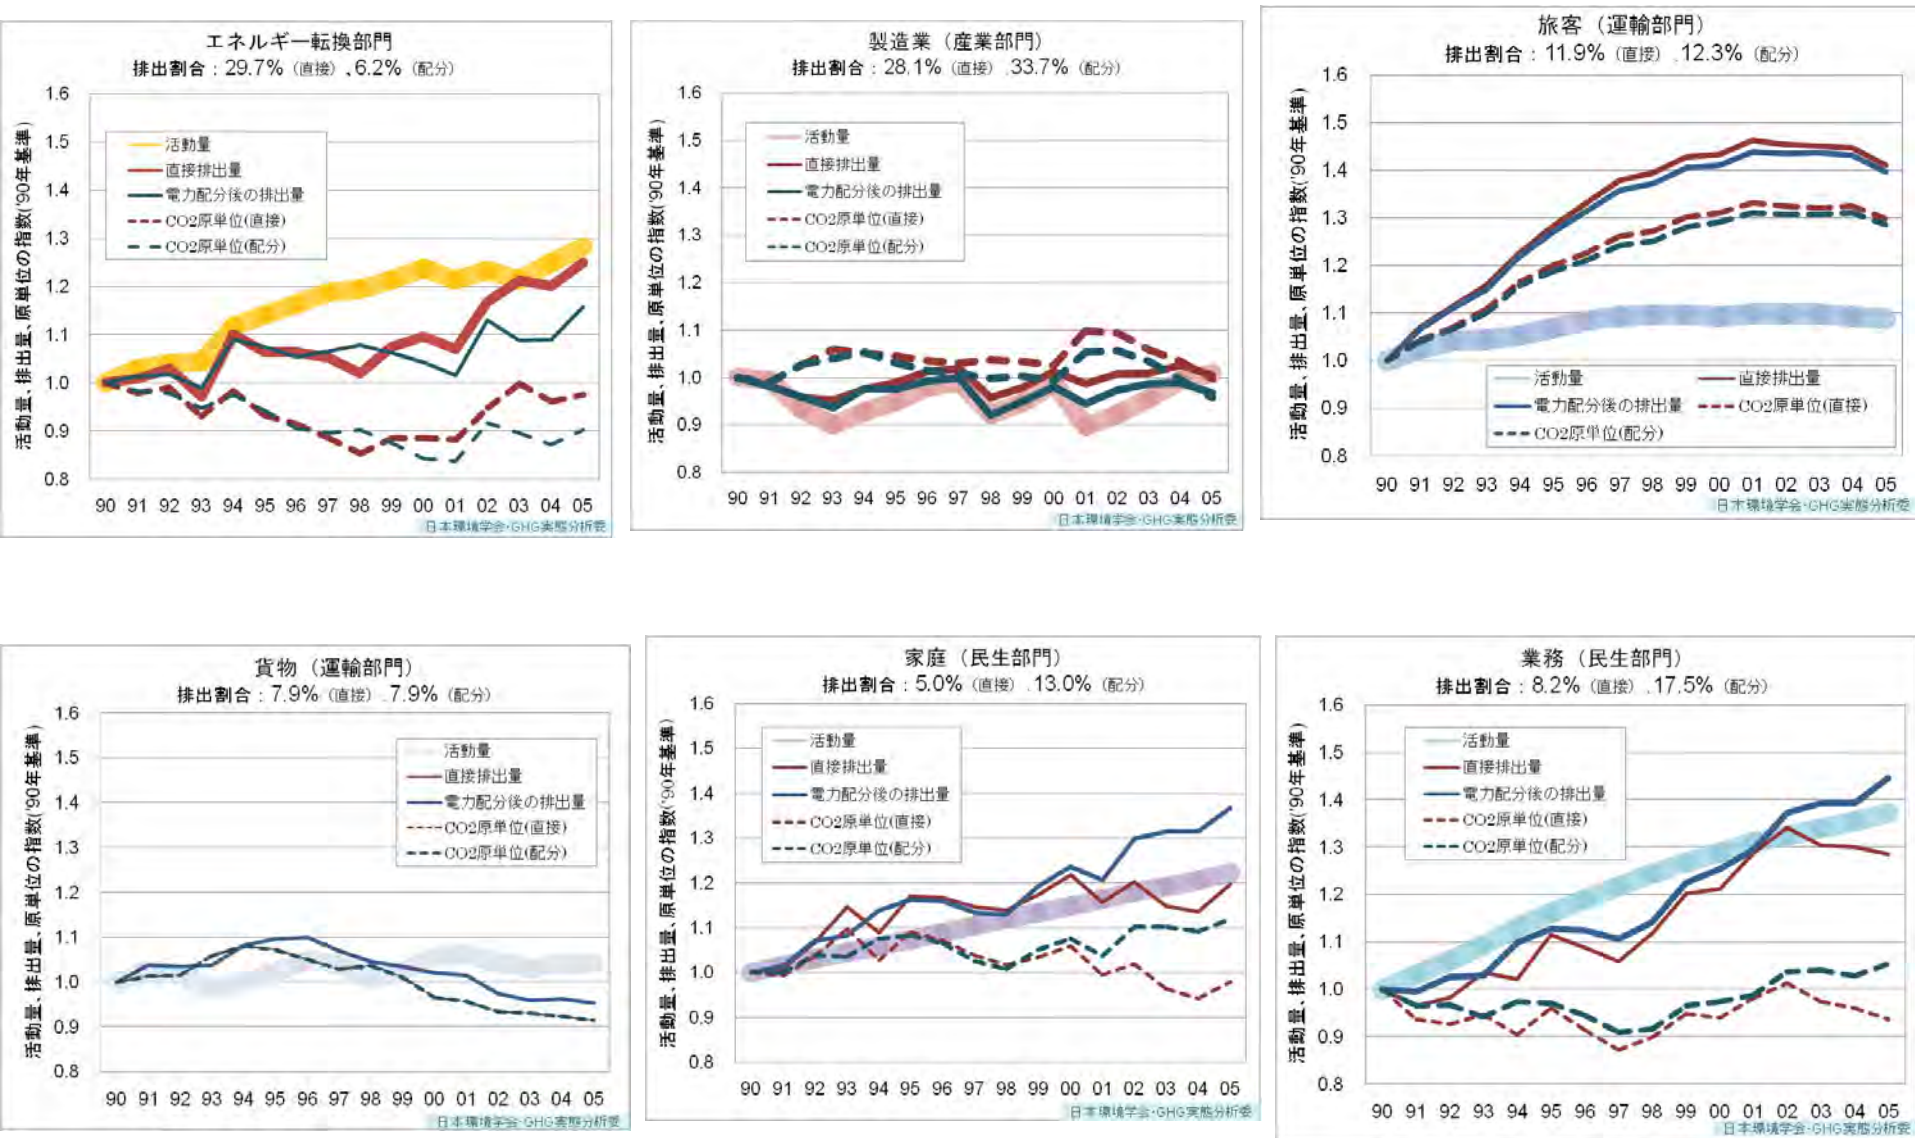 エネルギー転換部門
排出割合：29.7%（直接）、6.2%（配分）
活動量、排出量、原単位の指数('90年基準)
1.6
1.5
1.4
1.3
1.2
1.1
1.0
0.9
0.8
活動量
直接排出量
電力配分後の排出量
CO2原単位(直接)
CO2原単位(配分)
90 91 92 93 94 95 96 97 98 99 00 01 02 03 04 05
日本環境学会・GHG実態分析委
製造業（産業部門）
排出割合：28.1%（直接）、33.7%（配分）
活動量、排出量、原単位の指数('90年基準)
1.6
1.5
1.4
1.3
1.2
1.1
1.0
0.9
0.8
活動量
直接排出量
電力配分後の排出量
CO2原単位(直接)
CO2原単位(配分)
90 91 92 93 94 95 96 97 98 99 00 01 02 03 04 05
日本環境学会・GHG実態分析委
旅客（運輸部門）
排出割合：11.9%（直接）、12.3%（配分）
活動量、排出量、原単位の指数('90年基準)
1.6
1.5
1.4
1.3
1.2
1.1
1.0
0.9
0.8
活動量 直接排出量
電力配分後の排出量 CO2原単位(直接)
CO2原単位(配分)
90 91 92 93 94 95 96 97 98 99 00 01 02 03 04 05
日本環境学会・GHG実態分析委
貨物（運輸部門）
排出割合：7.9%（直接）、7.9%（配分）
活動量、排出量、原単位の指数('90年基準)
1.6
1.5
1.4
1.3
1.2
1.1
1.0
0.9
0.8
活動量
直接排出量
電力配分後の排出量
CO2原単位(直接)
CO2原単位(配分)
90 91 92 93 94 95 96 97 98 99 00 01 02 03 04 05
日本環境学会・GHG実態分析委
家庭（民生部門）
排出割合：5.0%（直接）、13.0%（配分）
活動量、排出量、原単位の指数('90年基準)
1.6
1.5
1.4
1.3
1.2
1.1
1.0
0.9
0.8
活動量
直接排出量
電力配分後の排出量
CO2原単位(直接)
CO2原単位(配分)
90 91 92 93 94 95 96 97 98 99 00 01 02 03 04 05
日本環境学会・GHG実態分析委
業務（民生部門）
排出割合：8.2%（直接）、17.5%（配分）
活動量、排出量、原単位の指数('90年基準)
1.6
1.5
1.4
1.3
1.2
1.1
1.0
0.9
0.8
活動量
直接排出量
電力配分後の排出量
CO2原単位(直接)
CO2原単位(配分)
90 91 92 93 94 95 96 97 98 99 00 01 02 03 04 05
日本環境学会・GHG実態分析委